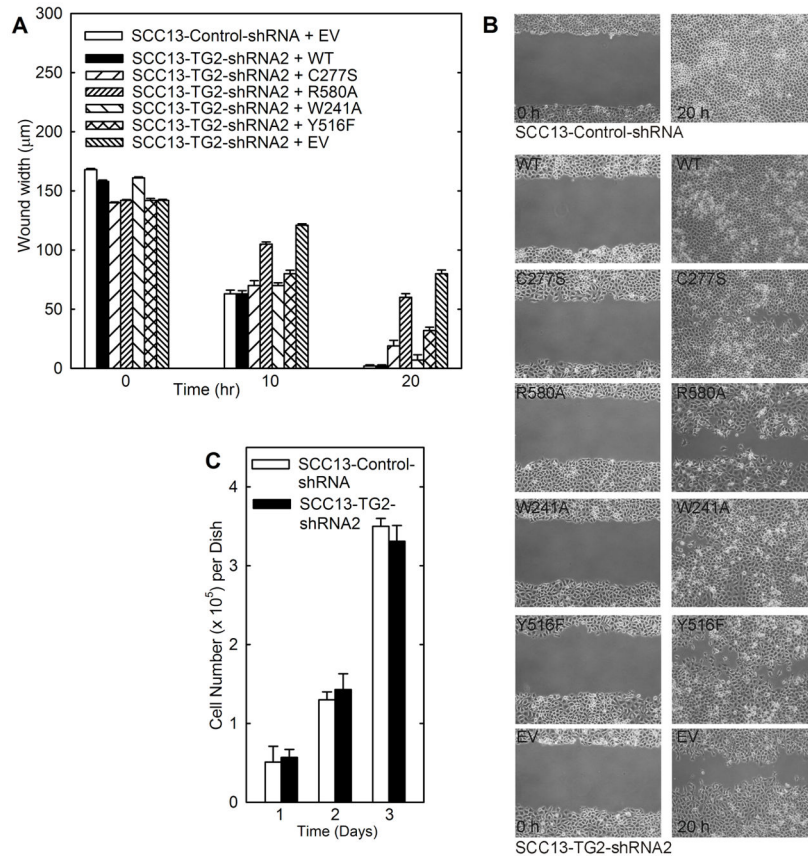 A
300
250
200
150
100
50
0
Wound width (µm)
SCC13-Control-shRNA + EV
SCC13-TG2-shRNA2 + WT
SCC13-TG2-shRNA2 + C277S
SCC13-TG2-shRNA2 + R580A
SCC13-TG2-shRNA2 + W241A
SCC13-TG2-shRNA2 + Y516F
SCC13-TG2-shRNA2 + EV
0
10
20
Time (hr)
B
0 h
20 h
SCC13-Control-shRNA
WT
WT
C277S
C277S
R580A
R580A
W241A
W241A
Y516F
Y516F
EV
EV
0 h
20 h
SCC13-TG2-shRNA2
C
4
3
2
1
0
Cell Number (x 10⁵) per Dish
SCC13-Control-
shRNA
SCC13-TG2-
shRNA2
1
2
3
Time (Days)